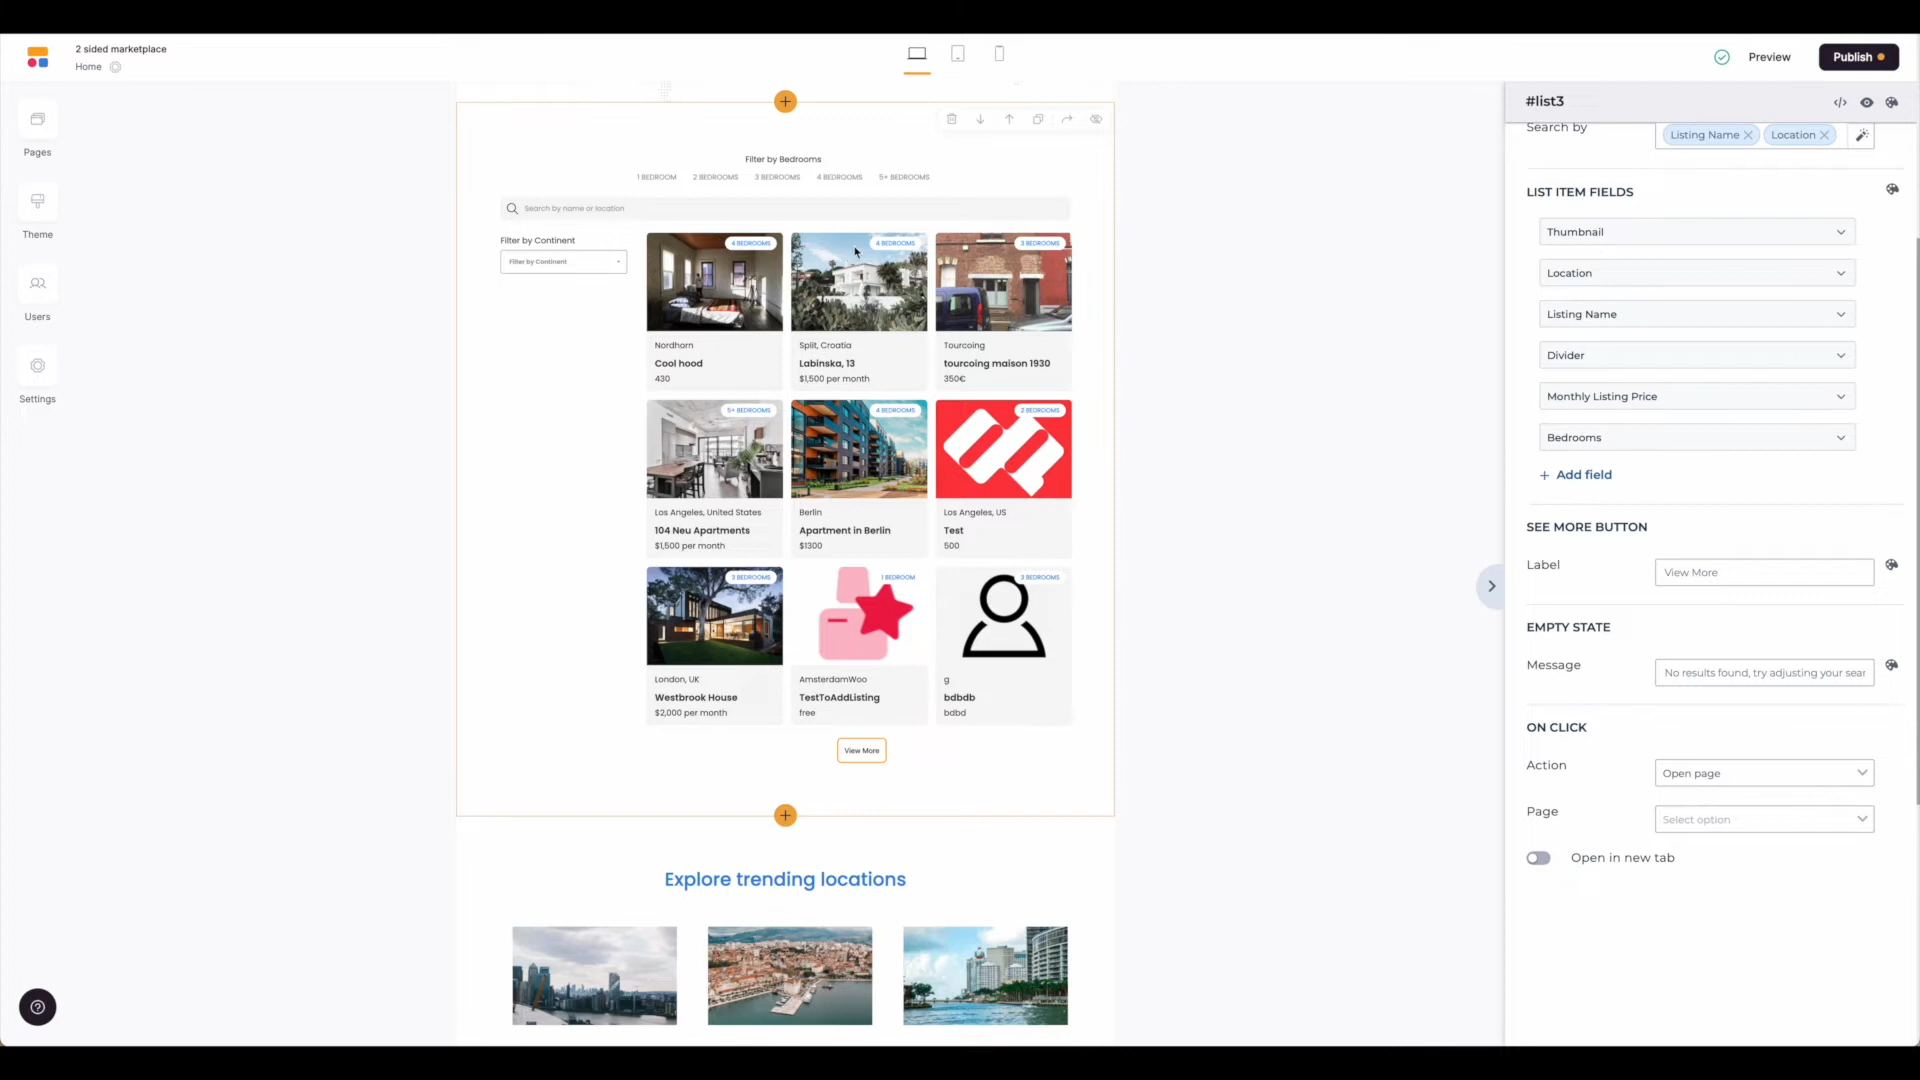 2 sided marketplace
Home
Preview
Publish
Pages
Theme
Users
Settings
Filter by Bedrooms
1 BEDROOM 2 BEDROOMS 3 BEDROOMS 4 BEDROOMS 5+ BEDROOMS
Search by name or location
Filter by Continent
Filter by Continent
4 BEDROOMS
Nordhorn
Cool hood
430
4 BEDROOMS
Split, Croatia
Labinska, 13
$1,500 per month
3 BEDROOMS
Tourcoing
tourcoing maison 1930
350€
5+ BEDROOMS
Los Angeles, United States
104 Neu Apartments
$1,500 per month
4 BEDROOMS
Berlin
Apartment in Berlin
$1300
2 BEDROOMS
Los Angeles, US
Test
500
3 BEDROOMS
London, UK
Westbrook House
$2,000 per month
1 BEDROOM
AmsterdamWoo
TestToAddListing
free
3 BEDROOMS
g
bdbdb
bdbd
View More
Explore trending locations
#list3
Search by
Listing Name
Location
LIST ITEM FIELDS
Thumbnail
Location
Listing Name
Divider
Monthly Listing Price
Bedrooms
+ Add field
SEE MORE BUTTON
Label
View More
EMPTY STATE
Message
No results found, try adjusting your sear
ON CLICK
Action
Open page
Page
Select option
Open in new tab